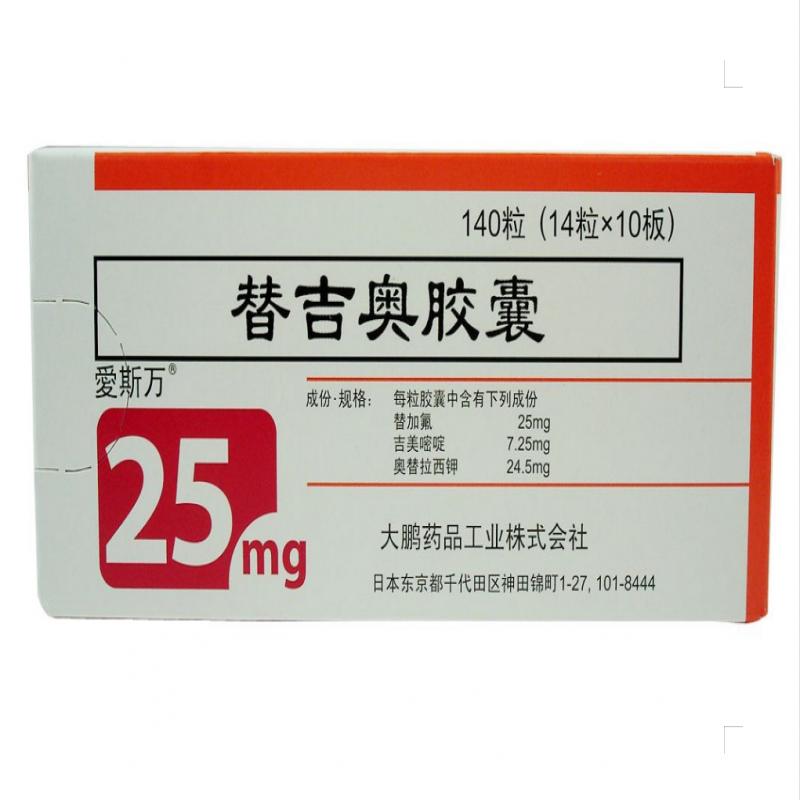 140粒 (14粒×10板)
替吉奥胶囊
愛斯万®
成份·规格: 每粒胶囊中含有下列成份
替加氟 25mg
吉美嘧啶 7.25mg
奥替拉西钾 24.5mg
25mg
大鹏药品工业株式会社
日本东京都千代田区神田锦町1-27, 101-8444